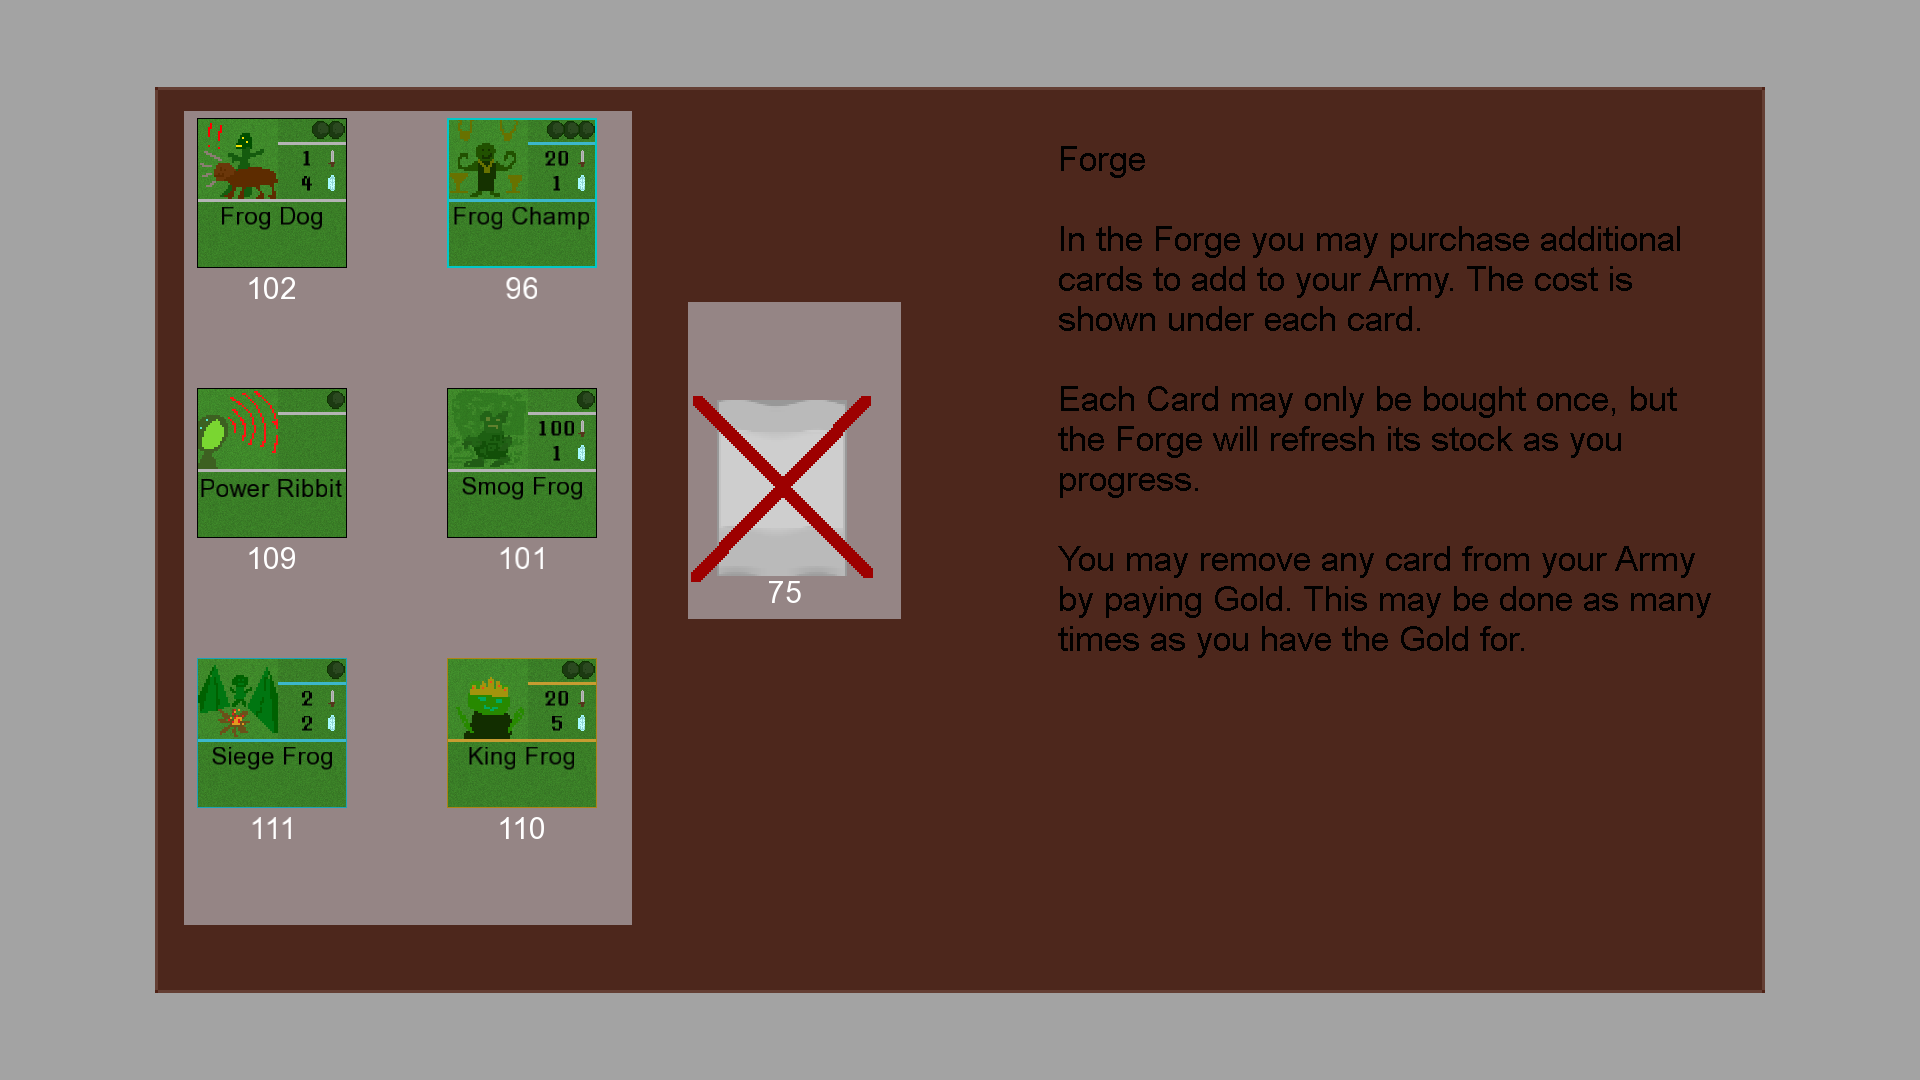 1
4
Frog Dog
102
20
1
Frog Champ
96
Power Ribbit
109
100
1
Smog Frog
101
2
2
Siege Frog
111
20
5
King Frog
110
75
Forge
In the Forge you may purchase additional
cards to add to your Army. The cost is
shown under each card.
Each Card may only be bought once, but
the Forge will refresh its stock as you
progress.
You may remove any card from your Army
by paying Gold. This may be done as many
times as you have the Gold for.